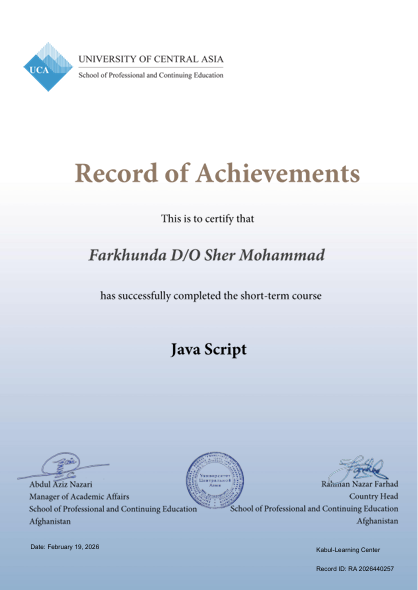 UCA
UNIVERSITY OF CENTRAL ASIA
School of Professional and Continuing Education
Record of Achievements
This is to certify that
Farkhunda D/O Sher Mohammad
has successfully completed the short-term course
Java Script
Abdul Aziz Nazari
Manager of Academic Affairs
School of Professional and Continuing Education
Afghanistan
Rahman Nazar Farhad
Country Head
School of Professional and Continuing Education
Afghanistan
Date: February 19, 2026
Kabul-Learning Center
Record ID: RA 2026440257